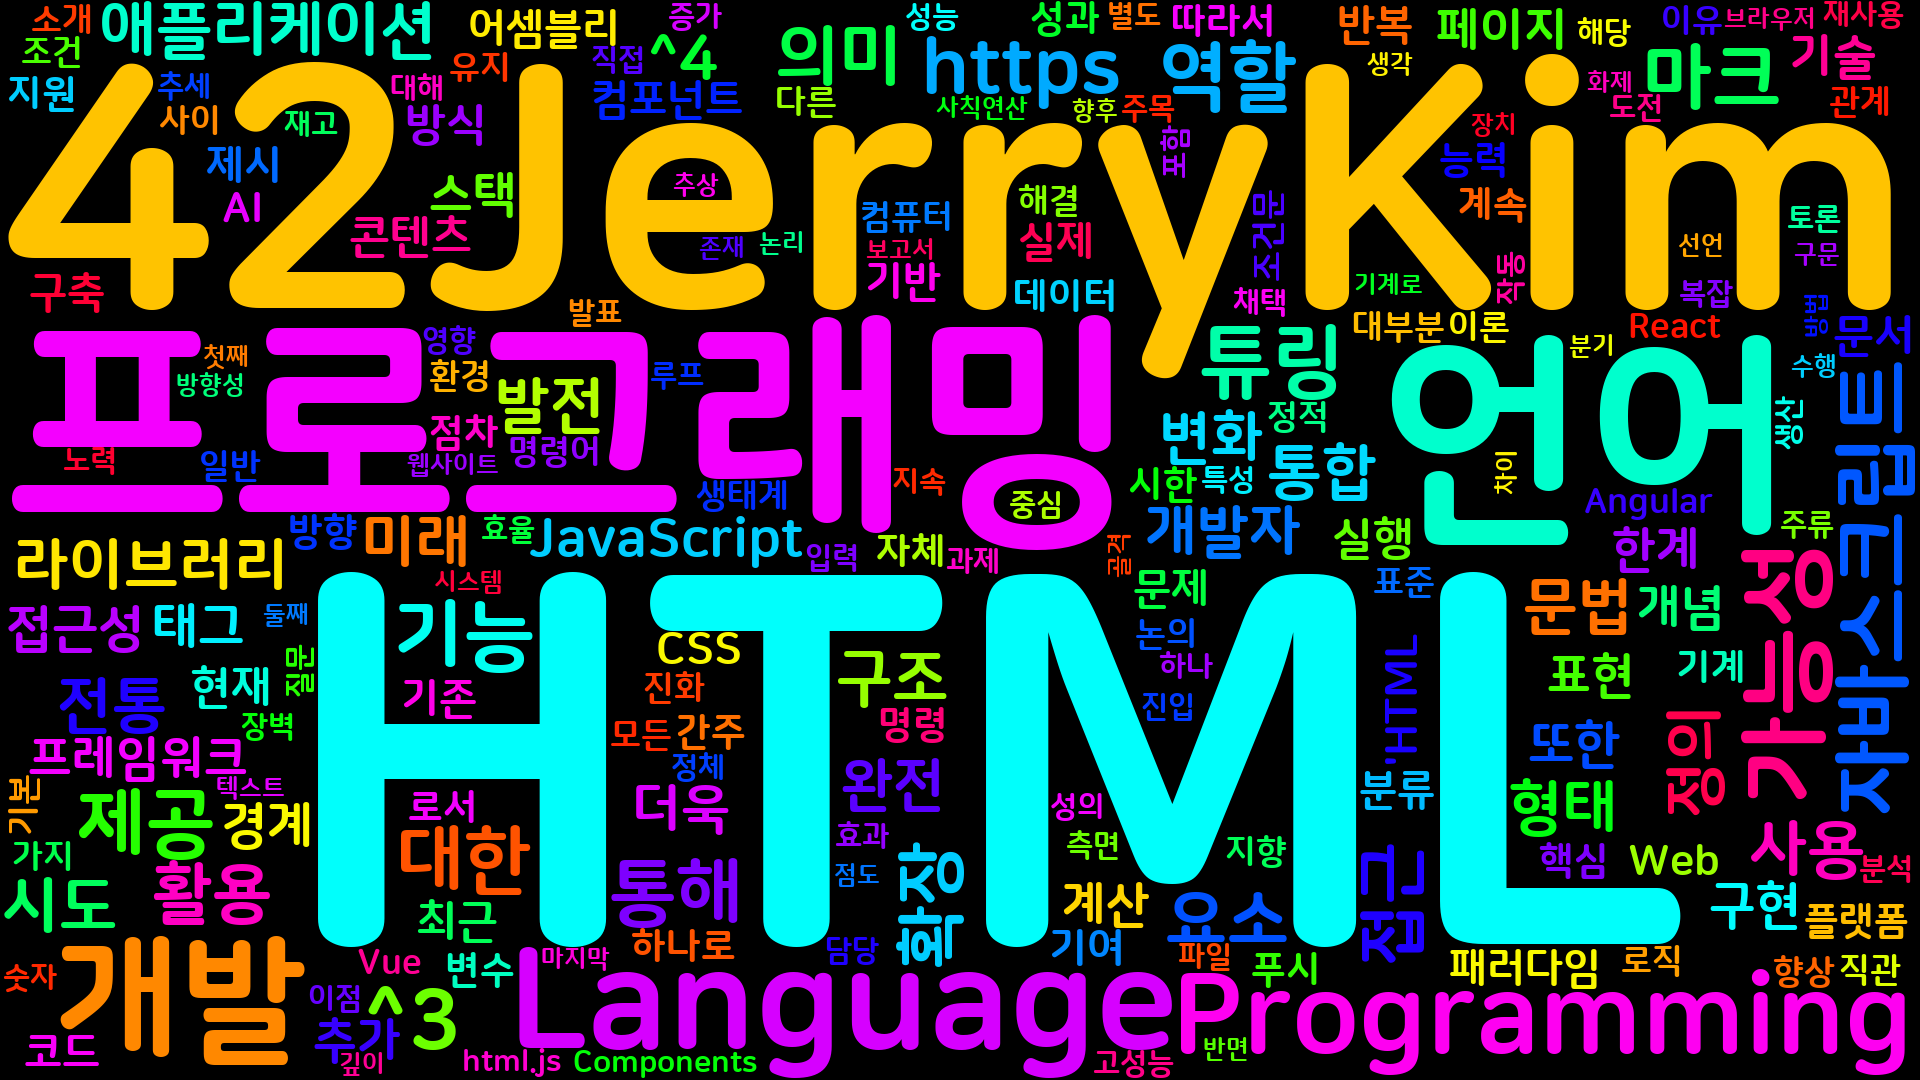 소개 애플리케이션 어셈블리 증가 성능 성과 별도 따라서 반복 페이지 해당 이유 브라우저 재사용
조건 직접 ^4 의미 https 역할 생각 마크 기술
지원 추세 대해 유지 컴포넌트 다른 사칙연산 향후 주목 화제 도전 관계
사이 재고 방식 포함 장치
42JerryKim
제시 스택 추상 해결 능력
AI 콘텐츠 존재 논리 컴퓨터 실제 조건문 계속 선언 토론
보고서 구문
구축 기반 데이터 채택 기계로 작동 복잡 방법
발표 대부분 이론 React 문서
프로그래밍 언어
첫째 영향 튜링 분기
방향성 환경 발전 루프 정적 수행
점차 명령어 변화 생산
노력 일반 웹사이트 생태계 지속 중심 시한 특성 통합 차이 Angular 자바스크립트
방향 미래 효율 JavaScript 입력 자체 과제 골격 개발자 실행 한계 주류
라이브러리 시스템 문제 표준 가능성
HTML
접근성 태그 둘째 기능 CSS 구조 논의 문법 개념
전통 현재 질문 기존 진화 하나 'HTML 표현 기계
장벽 모든 간주 명령 진입 또한 정의
프레임워크 정체 완전 분류
기본 텍스트 로서 더욱 성의 형태
제공 경계 대한 효과 측면 지향 핵심 Web 사용 분석
가지 활용 통해 점도 확장 계산 접근
시도 최근 하나로 담당 요소 구현 플랫폼
개발 Vue 변수 마지막 기여 파일 푸시 패러다임 로직 향상 직관
숫자 이점 ^3 Language Programming
코드 추가 깊이 html.js Components 고성능 반면